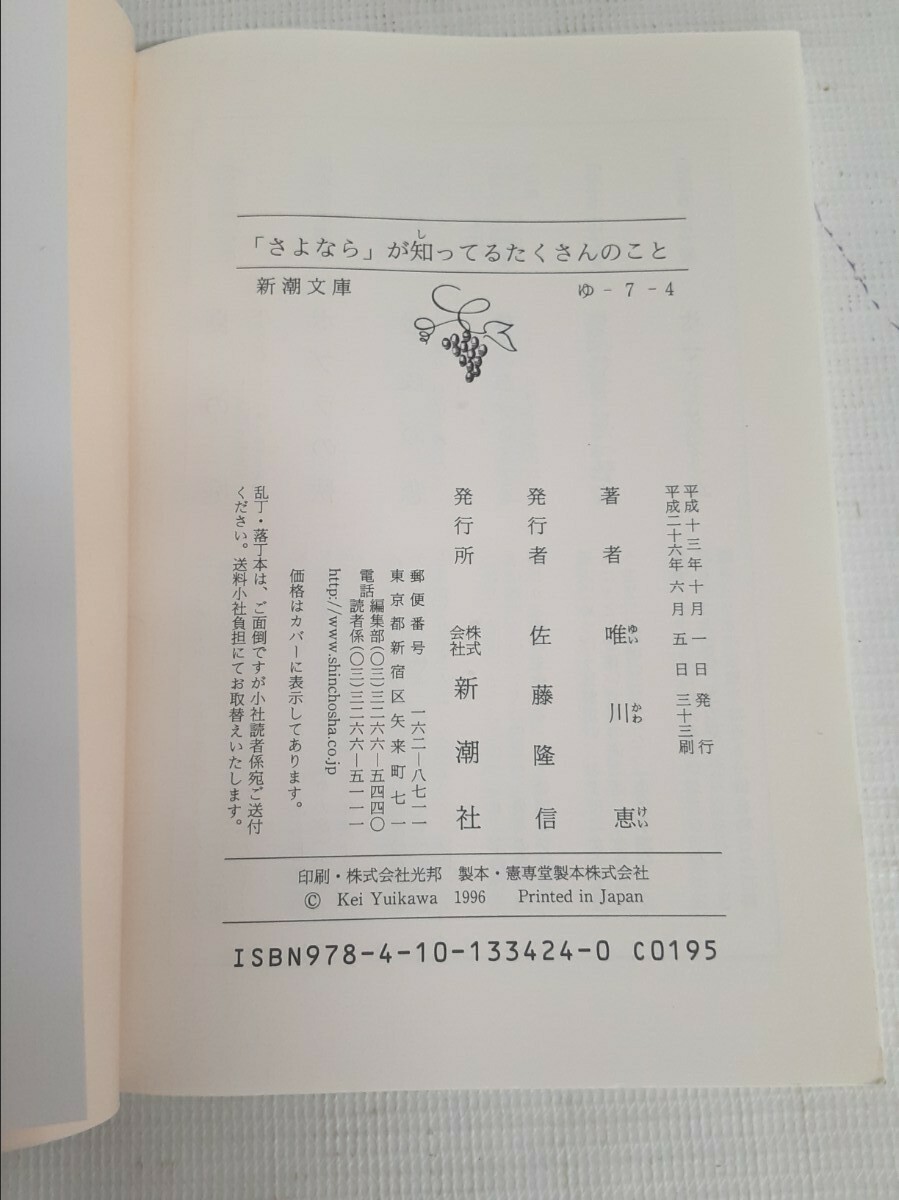 「さよなら」が知ってるたくさんのこと
し
新潮文庫
ゆ-7-4
平成十三年十月一日発行
平成二十六年六月五日三十三刷
著者 唯川恵
ゆい かわ けい
発行者 佐藤隆信
発行所 株式会社新潮社
郵便番号 一六二―八七一一
東京都新宿区矢来町七一
電話 編集部(〇三)三二六六―五四四〇
読者係(〇三)三二六六―五一一一
http://www.shinchosha.co.jp
価格はカバーに表示してあります。
乱丁・落丁本は、ご面倒ですが小社読者係宛ご送付
ください。送料小社負担にてお取替えいたします。
印刷・株式会社光邦 製本・憲専堂製本株式会社
© Kei Yuikawa 1996 Printed in Japan
ISBN978-4-10-133424-0 C0195